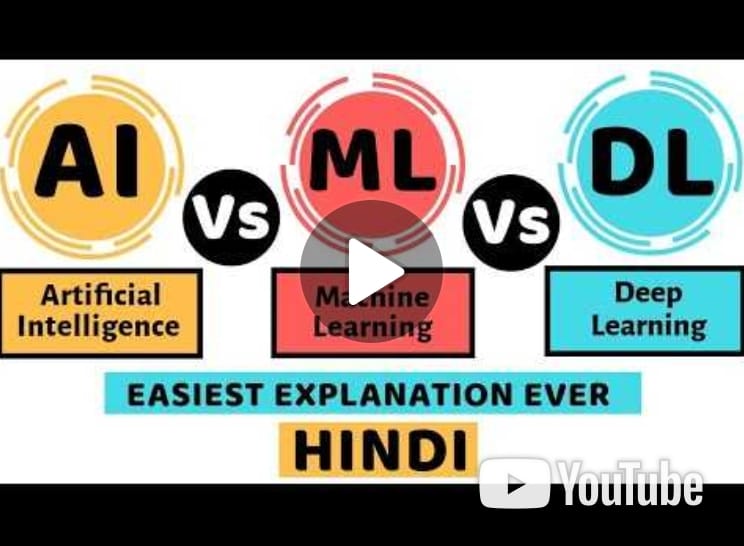 AI
Vs
ML
Vs
DL
Artificial
Intelligence
Machine
Learning
Deep
Learning
EASIEST EXPLANATION EVER
HINDI
YouTube